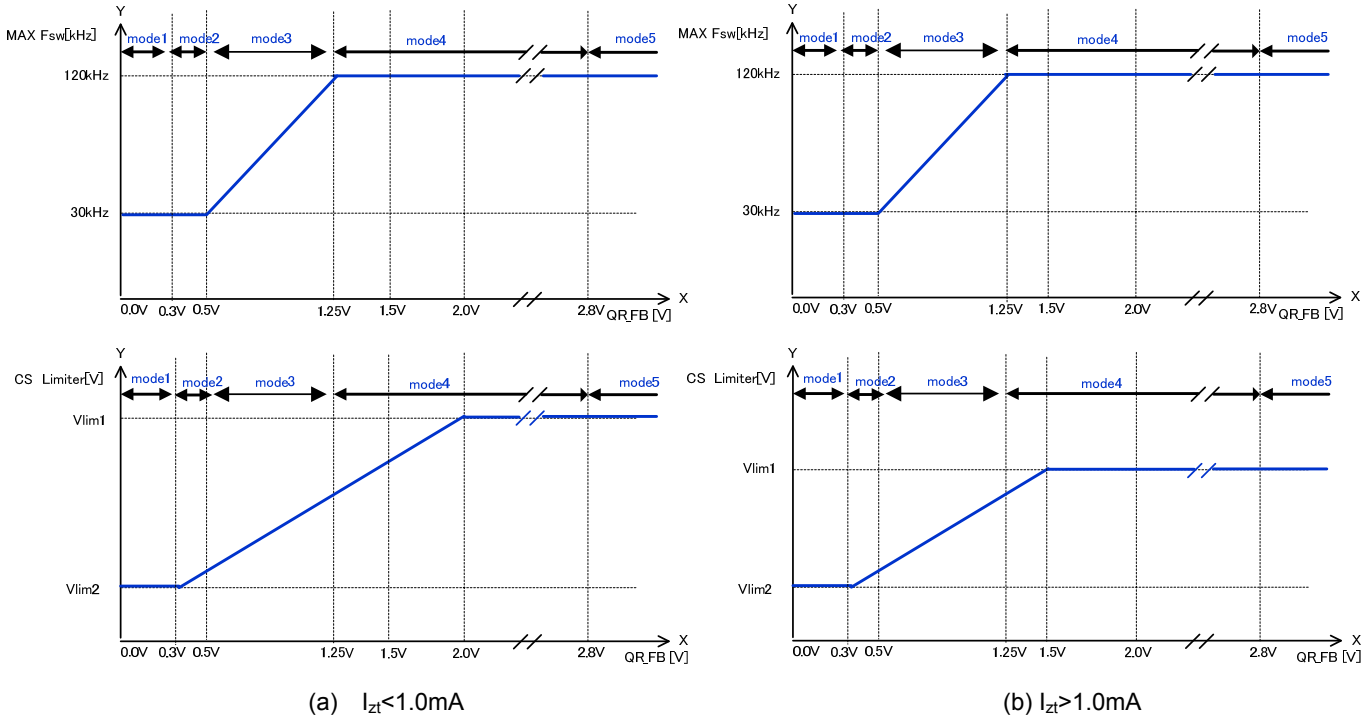 Y
MAX Fsw[kHz]
mode1 mode2 mode3 mode4 mode5
120kHz
30kHz
X
0.0V 0.3V 0.5V 1.25V 1.5V 2.0V 2.8V
QR_FB [V]
Y
MAX Fsw[kHz]
mode1 mode2 mode3 mode4 mode5
120kHz
30kHz
X
0.0V 0.3V 0.5V 1.25V 1.5V 2.0V 2.8V QR_FB [V]
Y
CS Limiter[V]
mode1 mode2 mode3 mode4 mode5
Vlim1
Vlim2
X
0.0V 0.3V 0.5V 1.25V 1.5V 2.0V 2.8V
QR_FB [V]
Y
CS Limiter[V]
mode1 mode2 mode3 mode4 mode5
Vlim1
Vlim2
X
0.0V 0.3V 0.5V 1.25V 1.5V 2.0V 2.8V
QR_FB [V]
(a) Izt<1.0mA
(b) Izt>1.0mA